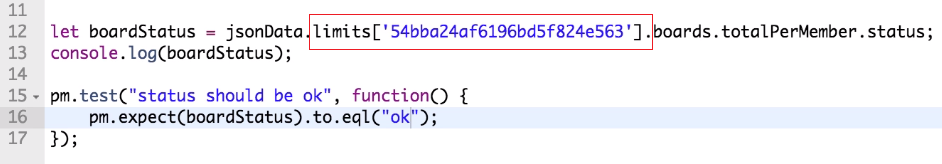 11
12 let boardStatus = jsonData.limits['54bba24af6196bd5f824e563'].boards.totalPerMember.status;
13 console.log(boardStatus);
14
15 pm.test("status should be ok", function() {
16 pm.expect(boardStatus).to.eql("ok");
17 });